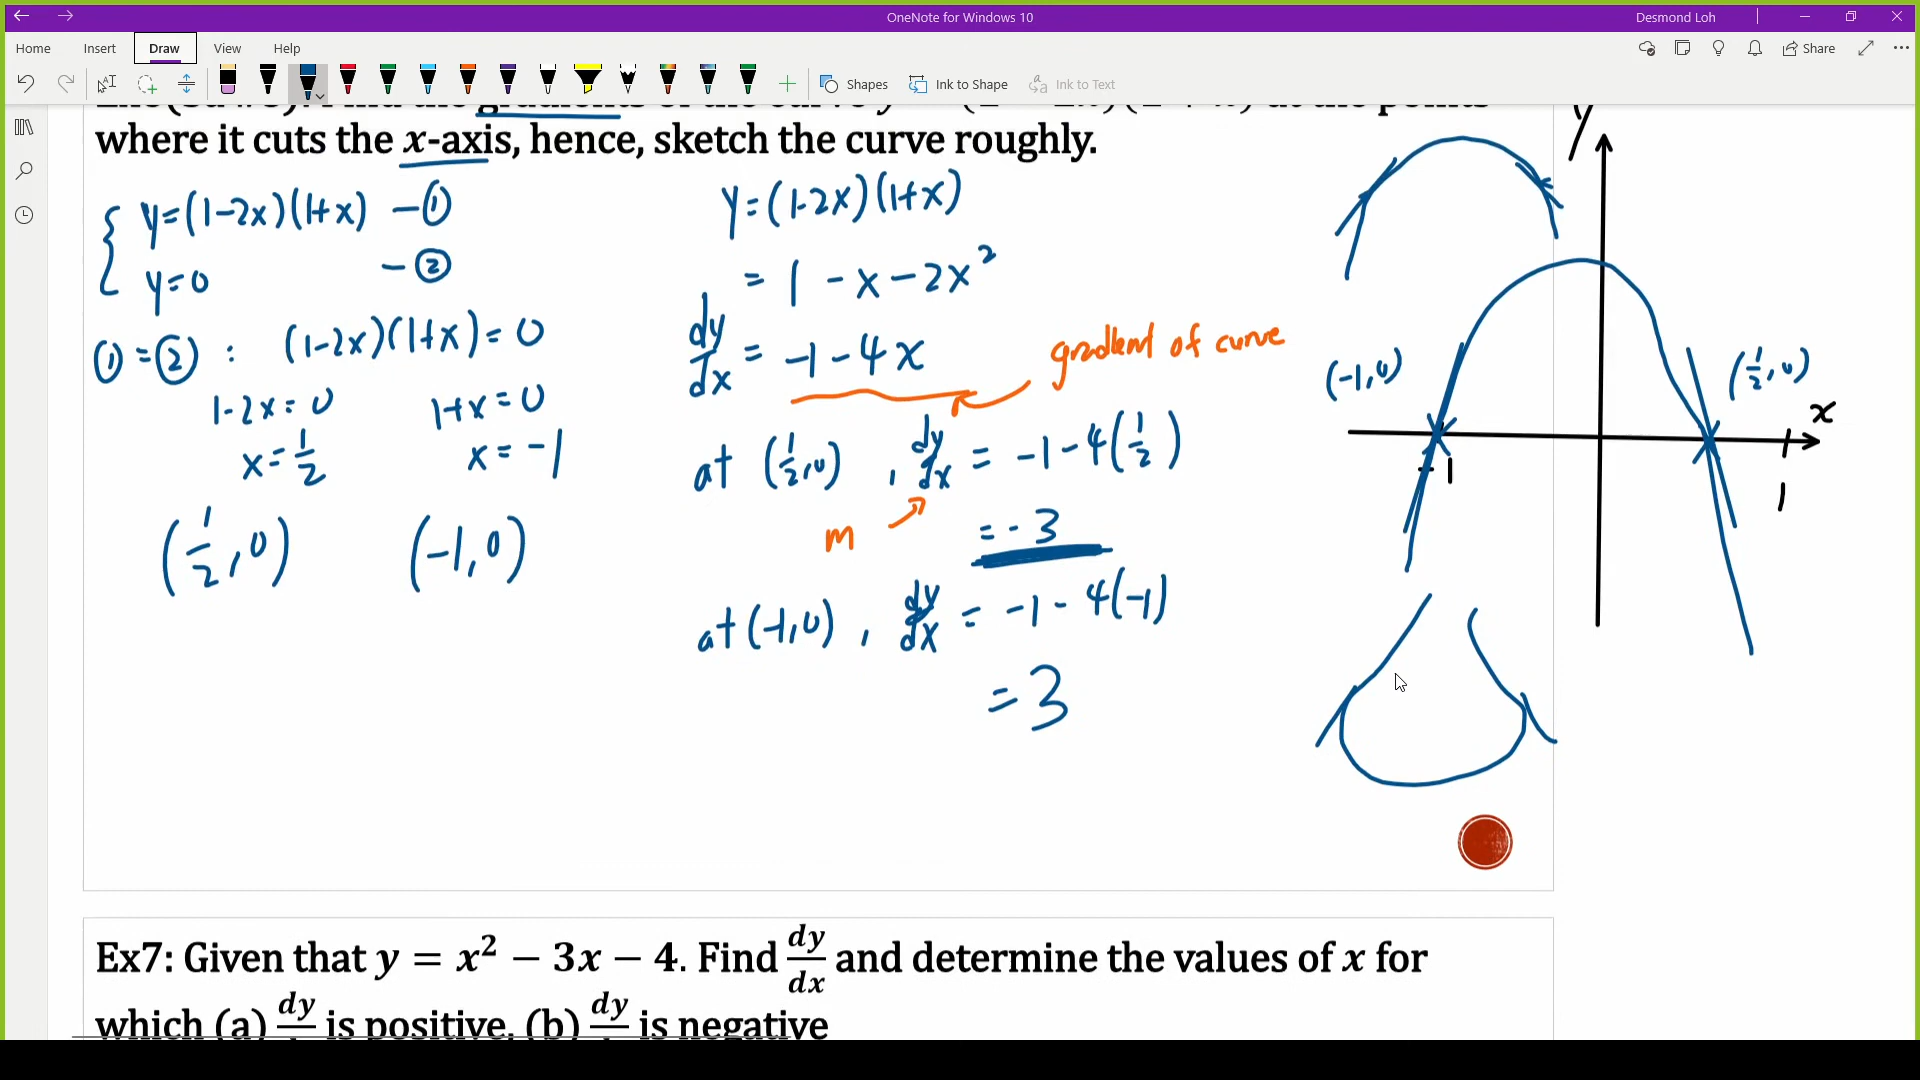 OneNote for Windows 10
Desmond Loh
Home Insert Draw View Help
Share
Shapes Ink to Shape Ink to Text
where it cuts the x-axis, hence, sketch the curve roughly.
y=(1-2x)(1+x) -①
y=0 -②
①=②: (1-2x)(1+x)=0
1-2x=0 1+x=0
x=1/2 x=-1
(1/2,0) (-1,0)
y=(1-2x)(1+x)
= 1-x-2x²
dy/dx = -1-4x
gradient of curve
at (1/2,0), dy/dx = -1-4(1/2)
m
=-3
at (-1,0), dy/dx = -1-4(-1)
=3
y
(-1,0) (1/2,0)
x
-1 1
Ex7: Given that y = x² − 3x − 4. Find dy/dx and determine the values of x for
which (a) dy/ is positive, (b) dy/ is negative